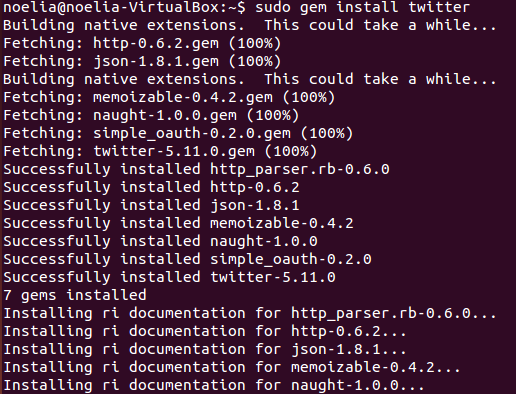 noelia@noelia-VirtualBox:~$ sudo gem install twitter
Building native extensions.  This could take a while...
Fetching: http-0.6.2.gem (100%)
Fetching: json-1.8.1.gem (100%)
Building native extensions.  This could take a while...
Fetching: memoizable-0.4.2.gem (100%)
Fetching: naught-1.0.0.gem (100%)
Fetching: simple_oauth-0.2.0.gem (100%)
Fetching: twitter-5.11.0.gem (100%)
Successfully installed http_parser.rb-0.6.0
Successfully installed http-0.6.2
Successfully installed json-1.8.1
Successfully installed memoizable-0.4.2
Successfully installed naught-1.0.0
Successfully installed simple_oauth-0.2.0
Successfully installed twitter-5.11.0
7 gems installed
Installing ri documentation for http_parser.rb-0.6.0...
Installing ri documentation for http-0.6.2...
Installing ri documentation for json-1.8.1...
Installing ri documentation for memoizable-0.4.2...
Installing ri documentation for naught-1.0.0...